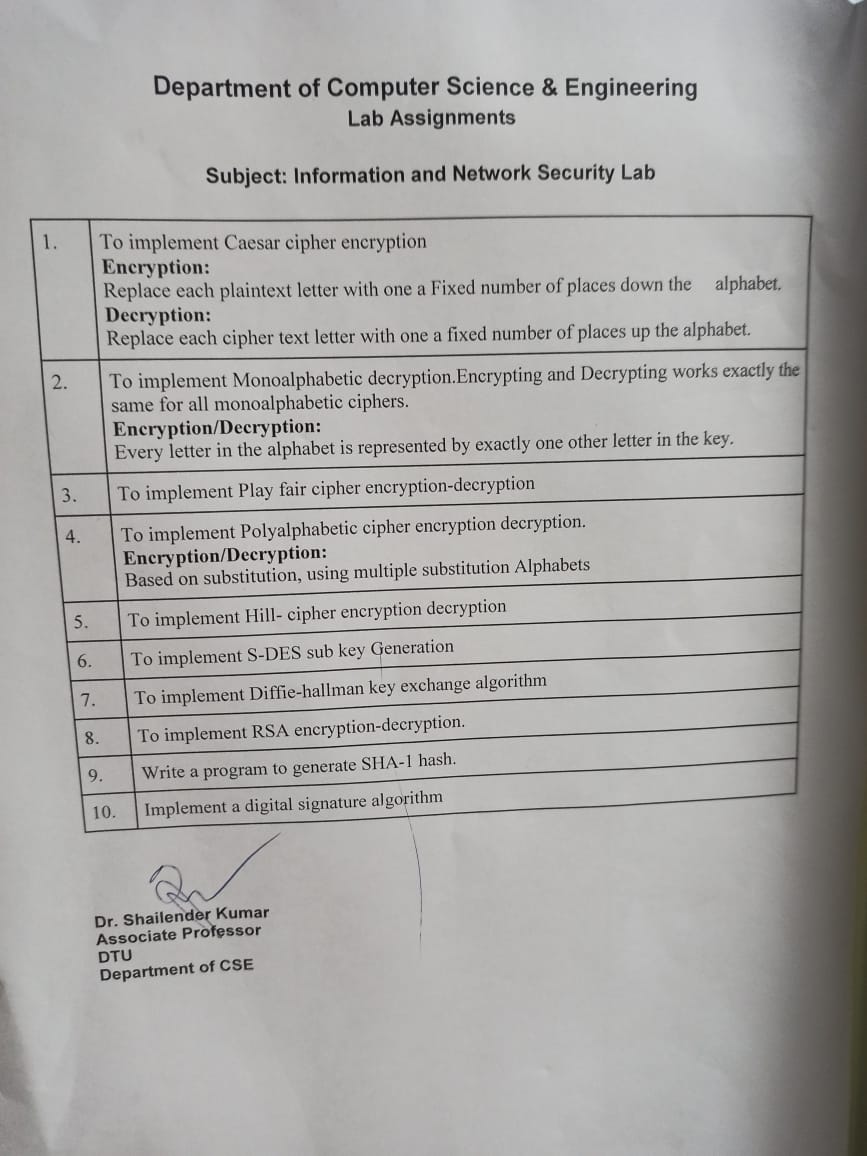 Department of Computer Science & Engineering
Lab Assignments
Subject: Information and Network Security Lab
1. To implement Caesar cipher encryption
Encryption:
Replace each plaintext letter with one a Fixed number of places down the alphabet.
Decryption:
Replace each cipher text letter with one a fixed number of places up the alphabet.
2. To implement Monoalphabetic decryption.Encrypting and Decrypting works exactly the
same for all monoalphabetic ciphers.
Encryption/Decryption:
Every letter in the alphabet is represented by exactly one other letter in the key.
3. To implement Play fair cipher encryption-decryption
4. To implement Polyalphabetic cipher encryption decryption.
Encryption/Decryption:
Based on substitution, using multiple substitution Alphabets
5. To implement Hill- cipher encryption decryption
6. To implement S-DES sub key Generation
7. To implement Diffie-hallman key exchange algorithm
8. To implement RSA encryption-decryption.
9. Write a program to generate SHA-1 hash.
10. Implement a digital signature algorithm
Dr. Shailender Kumar
Associate Professor
DTU
Department of CSE